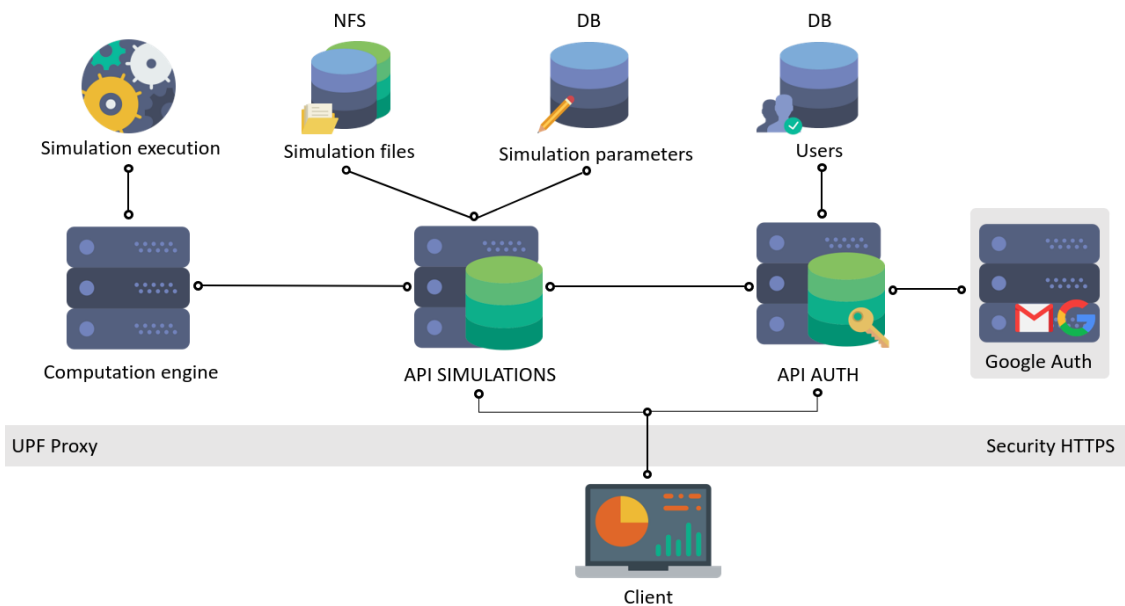 NFS
DB
DB
Simulation execution
Simulation files
Simulation parameters
Users
Computation engine
API SIMULATIONS
API AUTH
Google Auth
UPF Proxy
Security HTTPS
Client